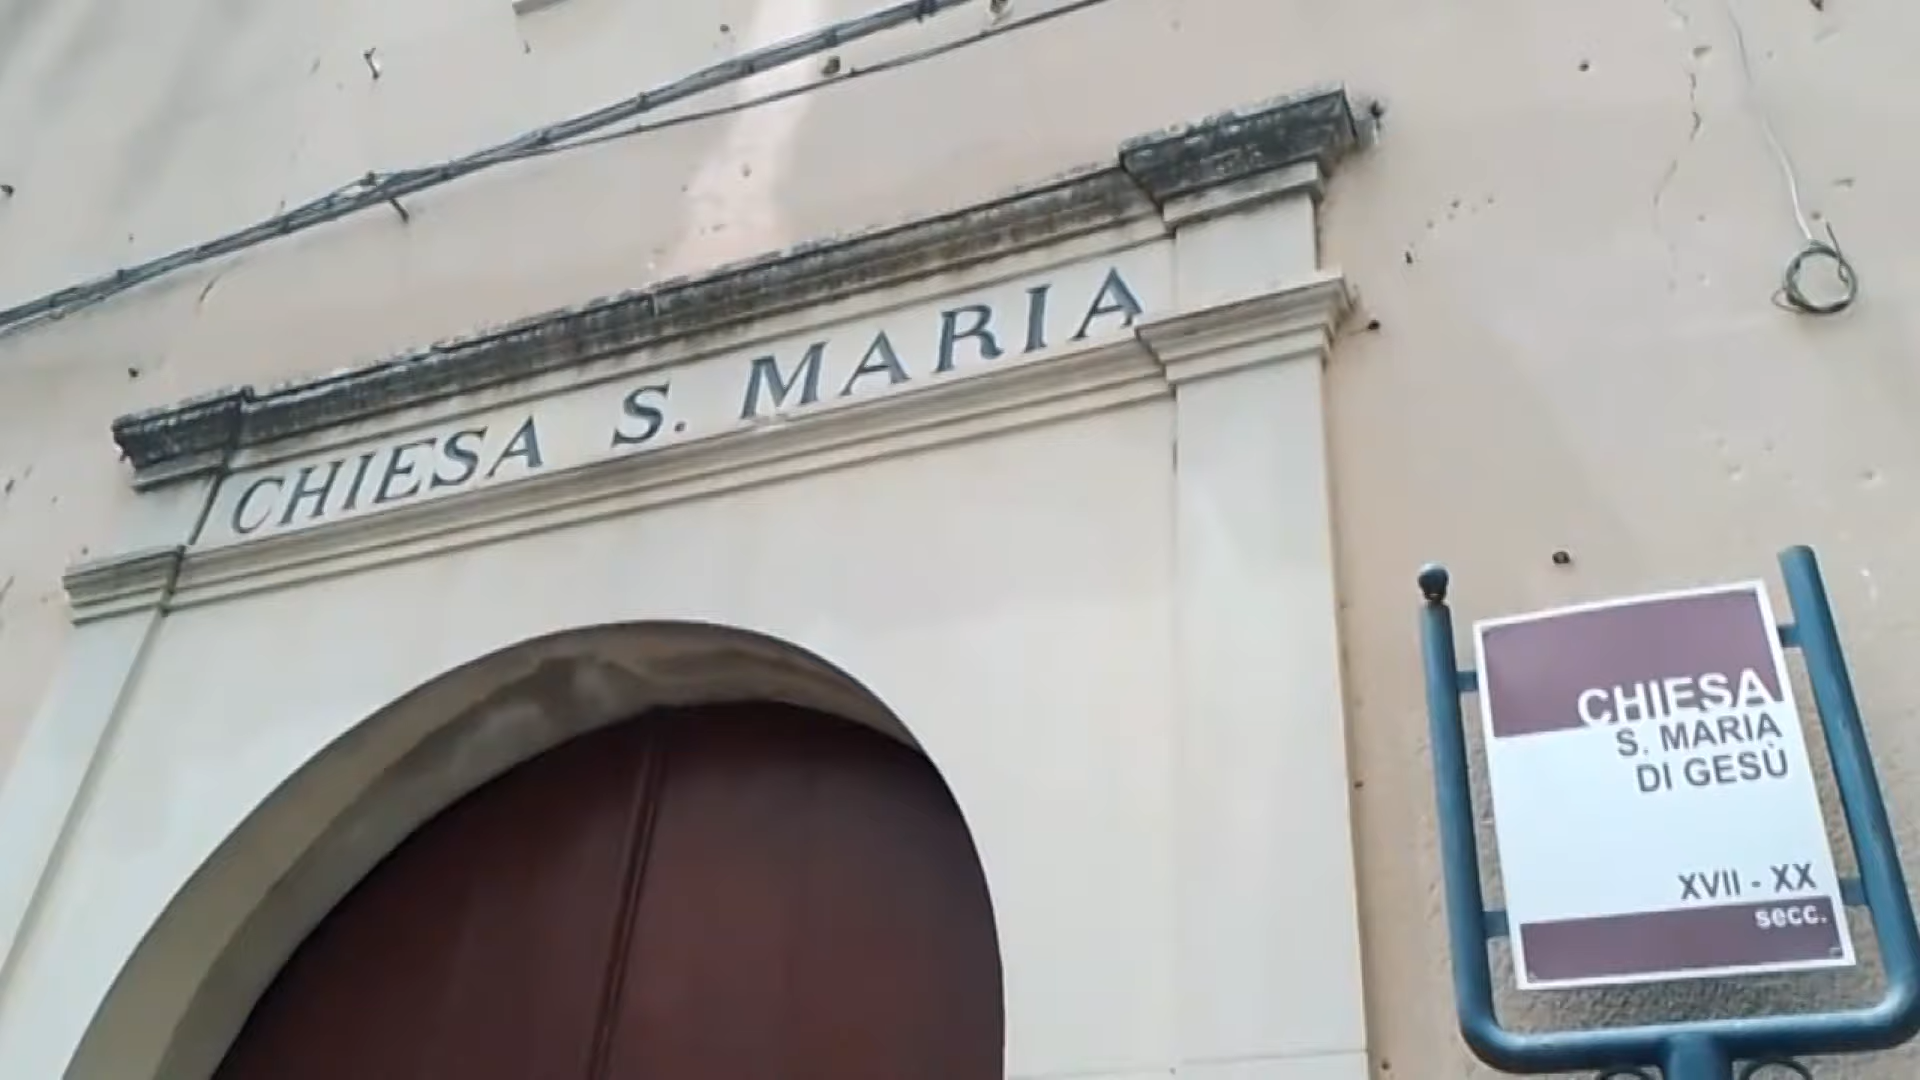 CHIESA S. MARIA
CHIESA
S. MARIA
DI GESÙ
XVII - XX
secc.